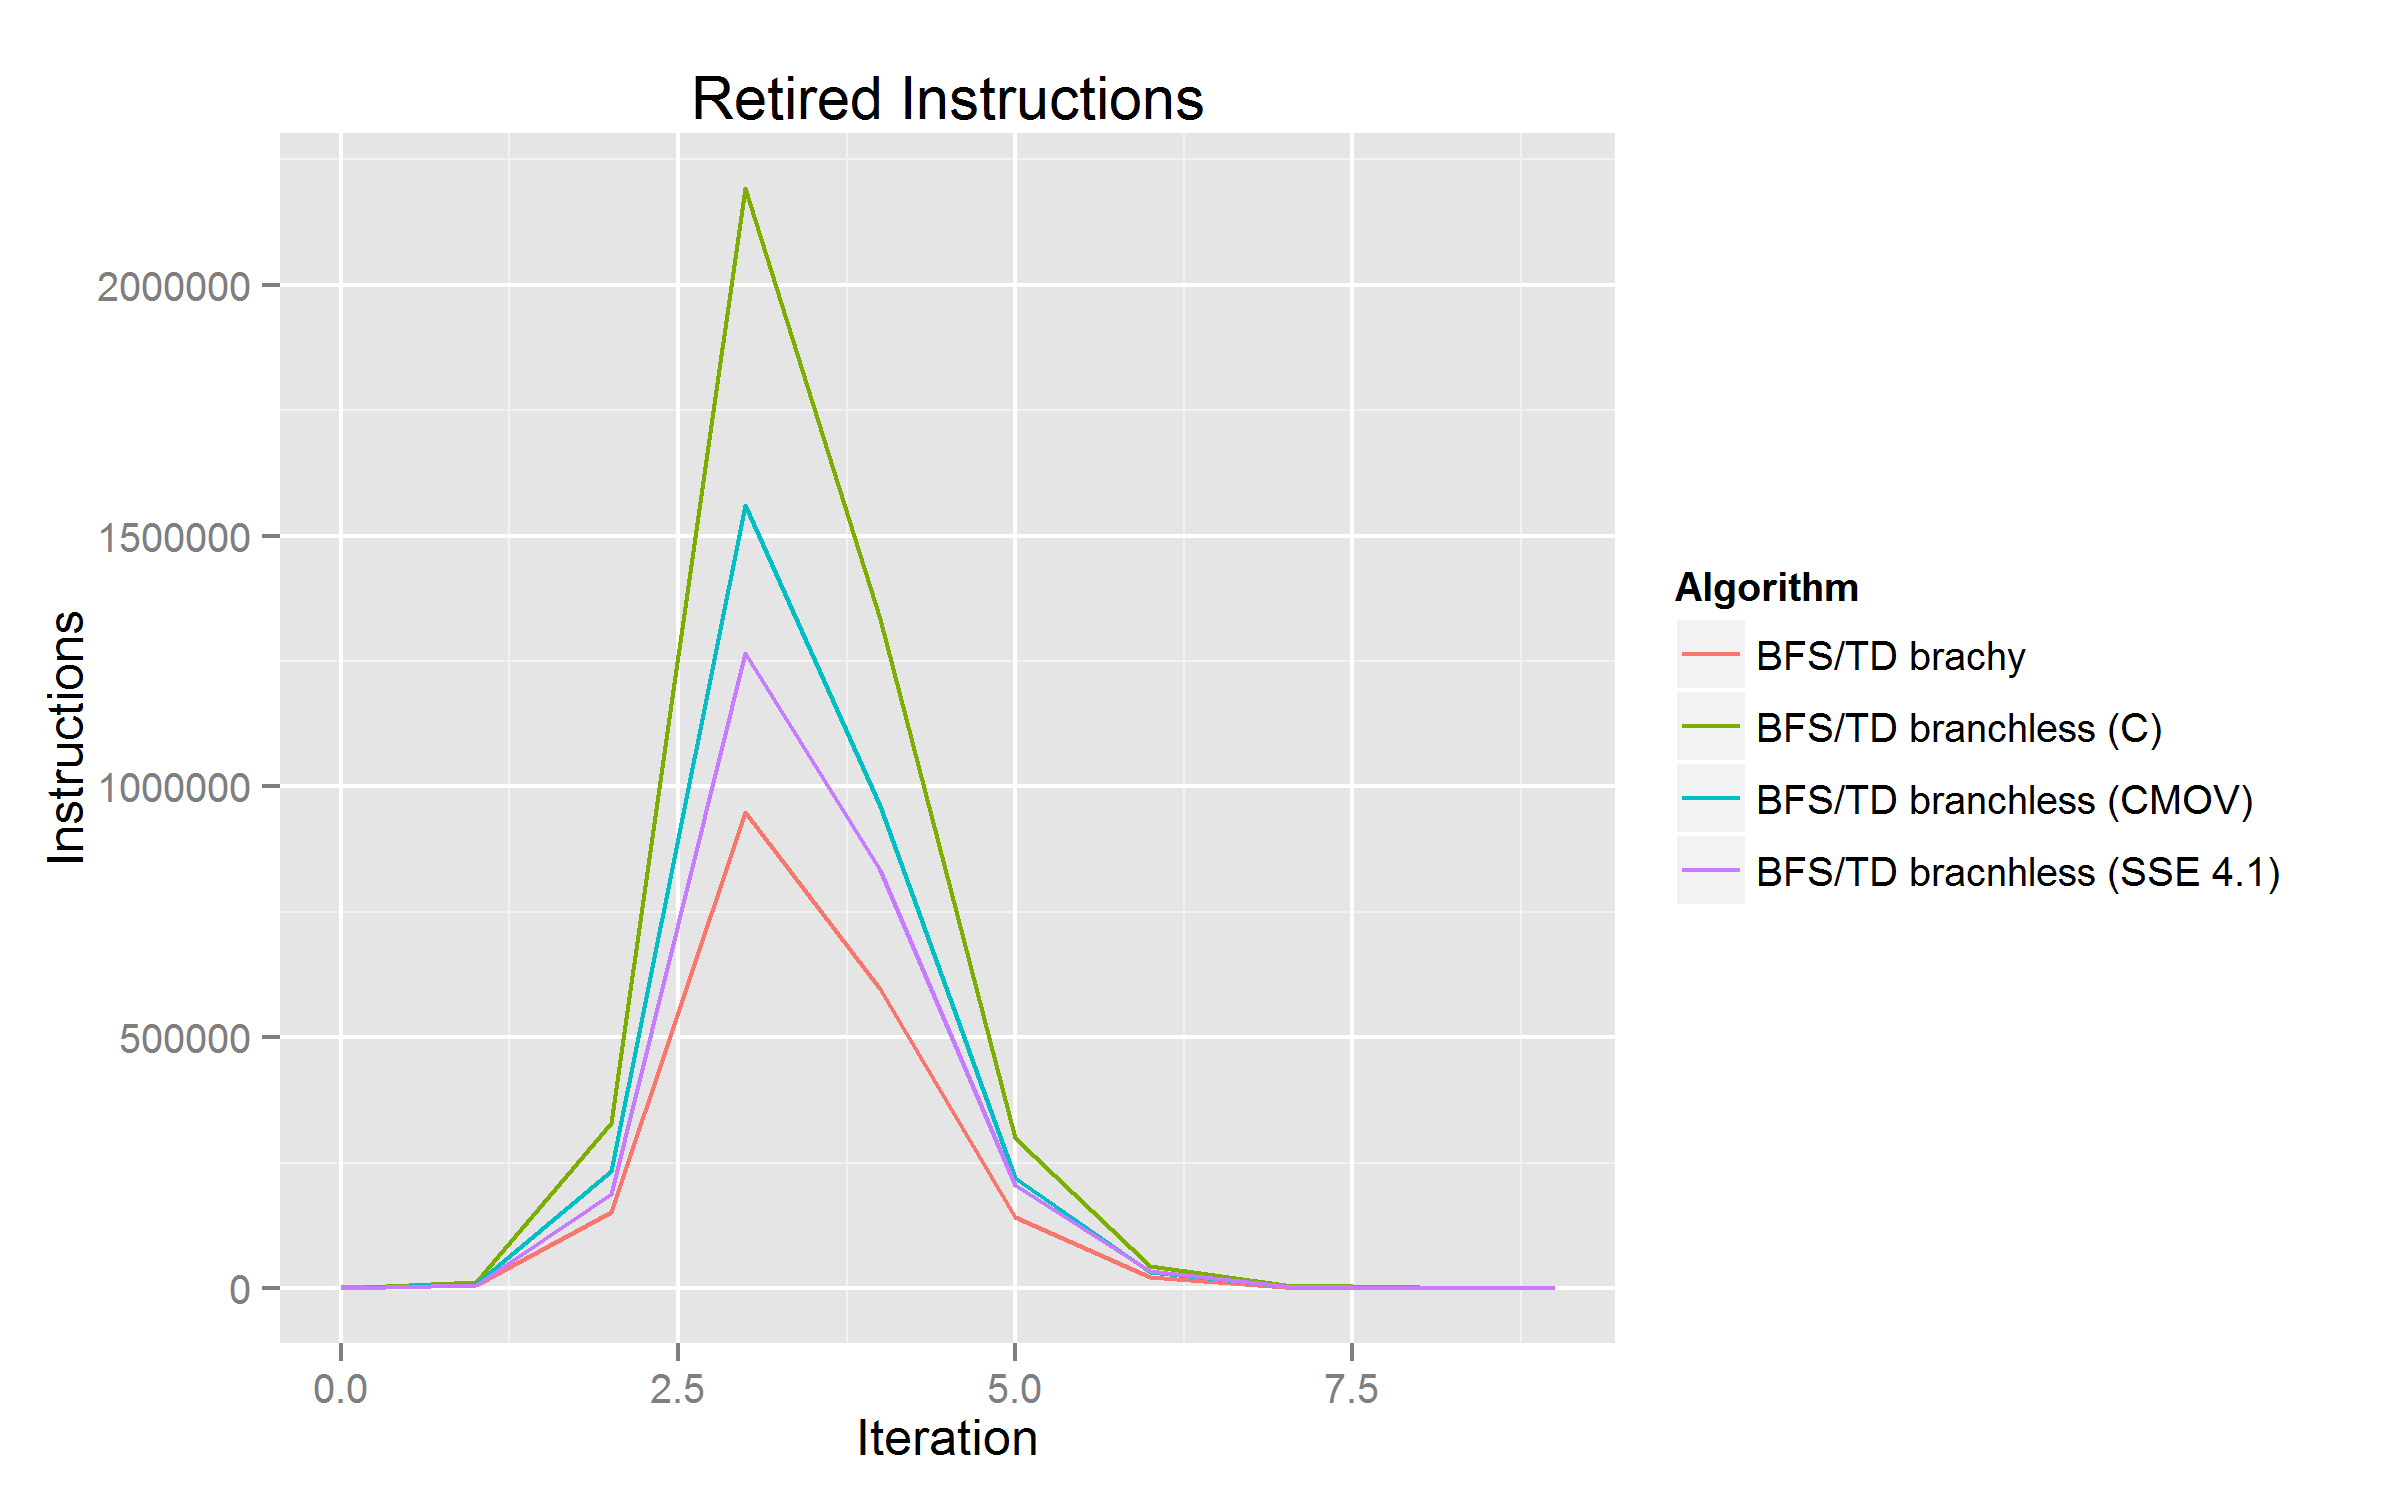 Retired Instructions
2000000
1500000
1000000
500000
0
Instructions
0.0 2.5 5.0 7.5
Iteration
Algorithm
BFS/TD brachy
BFS/TD branchless (C)
BFS/TD branchless (CMOV)
BFS/TD bracnhless (SSE 4.1)